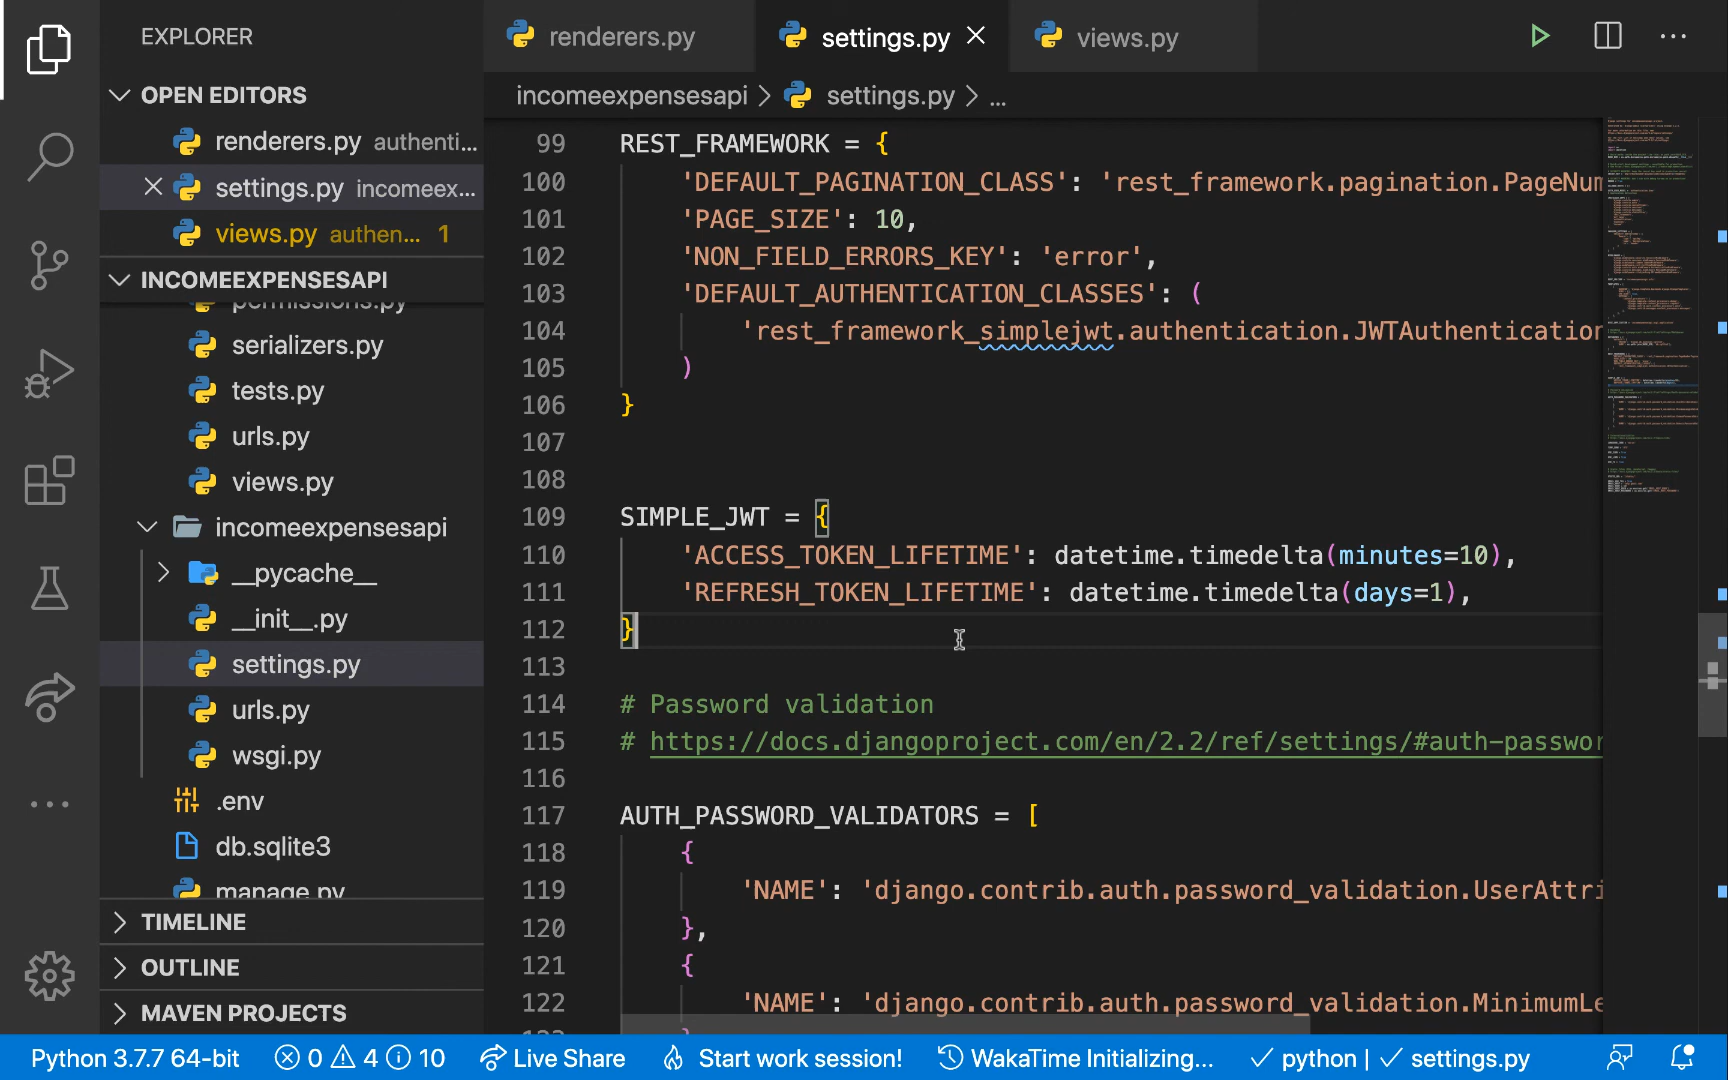 EXPLORER
OPEN EDITORS
renderers.py authenti...
settings.py incomeex...
views.py authen... 1
INCOMEEXPENSESAPI
permissions.py
serializers.py
tests.py
urls.py
views.py
incomeexpensesapi
__pycache__
__init__.py
settings.py
urls.py
wsgi.py
.env
db.sqlite3
manage.py
TIMELINE
OUTLINE
MAVEN PROJECTS
renderers.py settings.py views.py
incomeexpensesapi > settings.py > ...
99 REST_FRAMEWORK = {
100 'DEFAULT_PAGINATION_CLASS': 'rest_framework.pagination.PageNum
101 'PAGE_SIZE': 10,
102 'NON_FIELD_ERRORS_KEY': 'error',
103 'DEFAULT_AUTHENTICATION_CLASSES': (
104 'rest_framework_simplejwt.authentication.JWTAuthentication
105 )
106 }
107
108
109 SIMPLE_JWT = {
110 'ACCESS_TOKEN_LIFETIME': datetime.timedelta(minutes=10),
111 'REFRESH_TOKEN_LIFETIME': datetime.timedelta(days=1),
112 }
113
114 # Password validation
115 # https://docs.djangoproject.com/en/2.2/ref/settings/#auth-passwor
116
117 AUTH_PASSWORD_VALIDATORS = [
118 {
119 'NAME': 'django.contrib.auth.password_validation.UserAttri
120 },
121 {
122 'NAME': 'django.contrib.auth.password_validation.MinimumLe
Python 3.7.7 64-bit 0 4 10 Live Share Start work session! WakaTime Initializing... python | settings.py